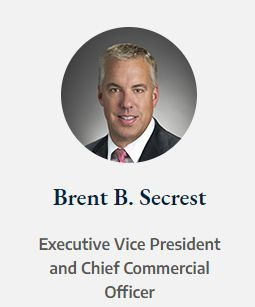 Brent B. Secrest
Executive Vice President
and Chief Commercial
Officer